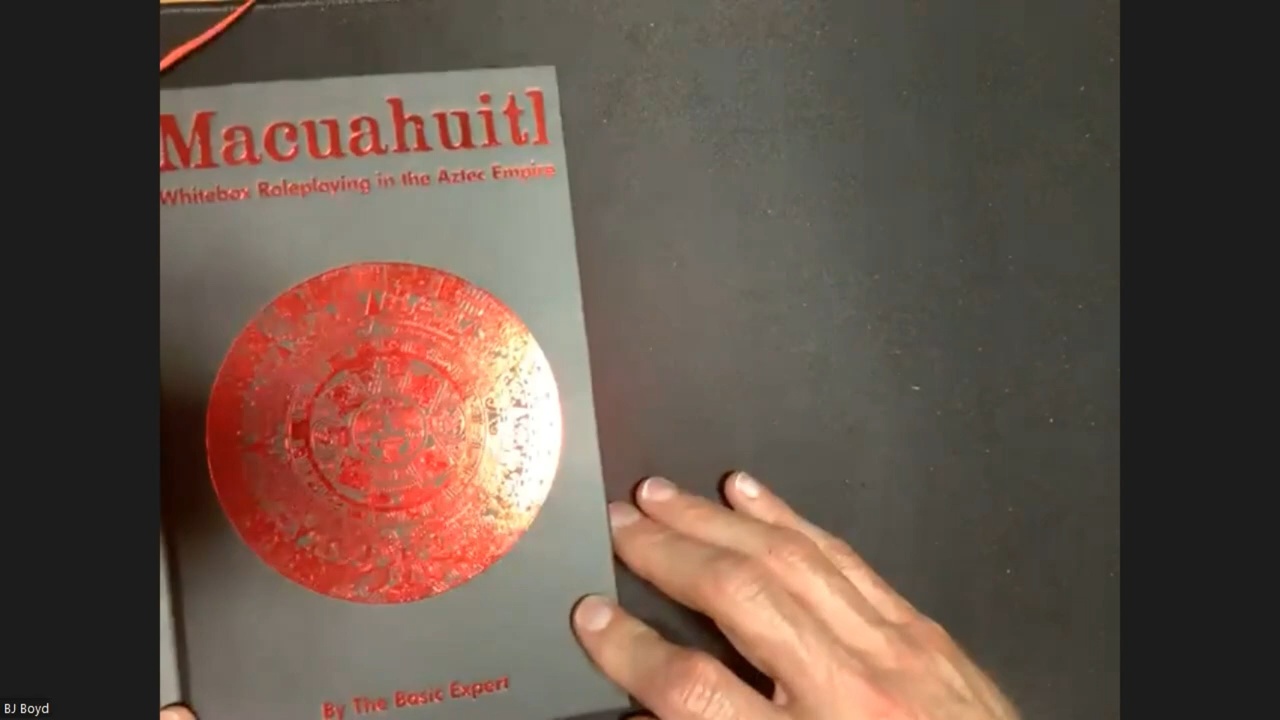 Macuahuitl
Whitebox Roleplaying in the Aztec Empire
By The Basic Expert
BJ Boyd